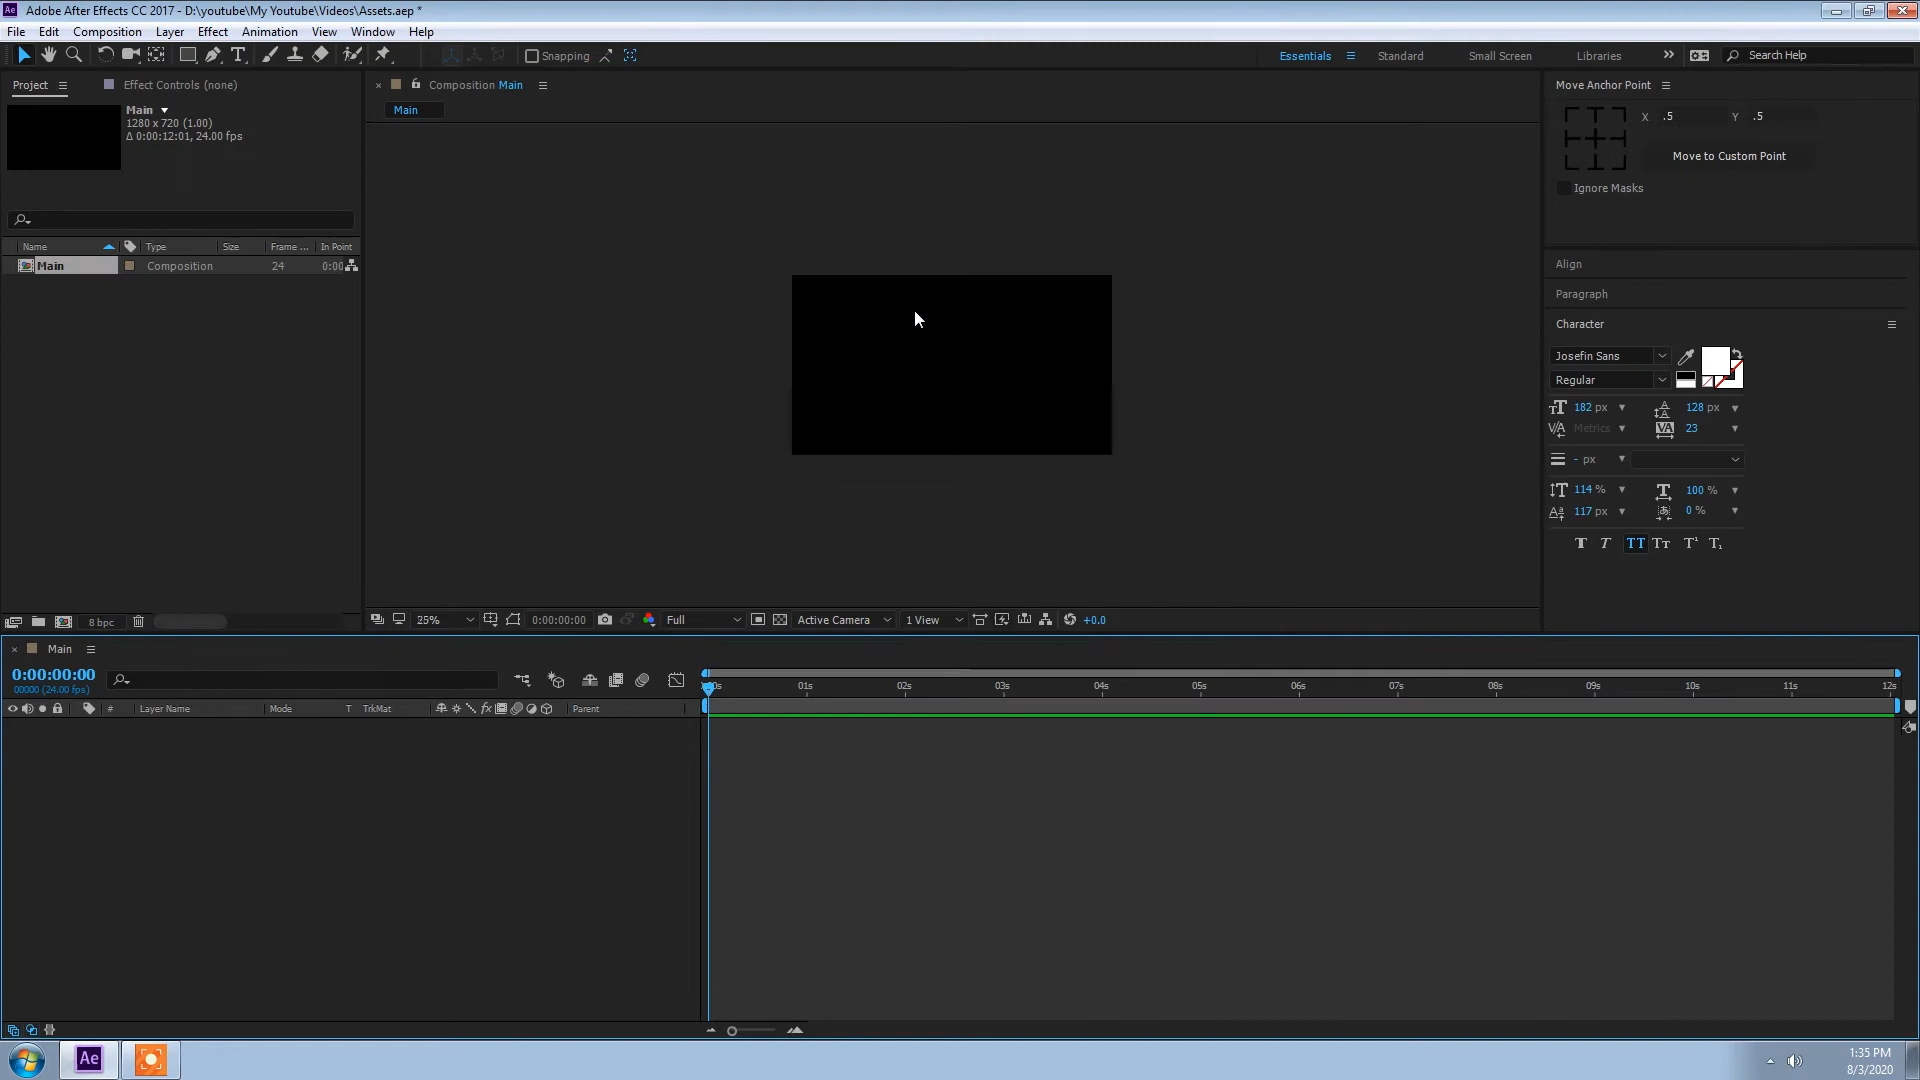 Ae Adobe After Effects CC 2017 - D:\youtube\My Youtube\Videos\Assets.aep *
File Edit Composition Layer Effect Animation View Window Help
Snapping Essentials Standard Small Screen Libraries Search Help
Project Effect Controls (none) Composition Main Move Anchor Point
Main
1280 x 720 (1.00)
Δ 0:00:12:01, 24.00 fps
Main
X .5 Y .5
Move to Custom Point
Ignore Masks
Name Type Size Frame ... In Point
Main Composition 24 0:00
Align
Paragraph
Character
Josefin Sans
Regular
182 px 128 px
Metrics 23
- px
114 % 100 %
117 px 0 %
T T TT Tт T¹ T₁
8 bpc 25% 0:00:00:00 Full Active Camera 1 View +0.0
Main
0:00:00:00
00000 (24.00 fps)
01s 02s 03s 04s 05s 06s 07s 08s 09s 10s 11s 12s
# Layer Name Mode T TrkMat fx Parent
Ae
1:35 PM
8/3/2020